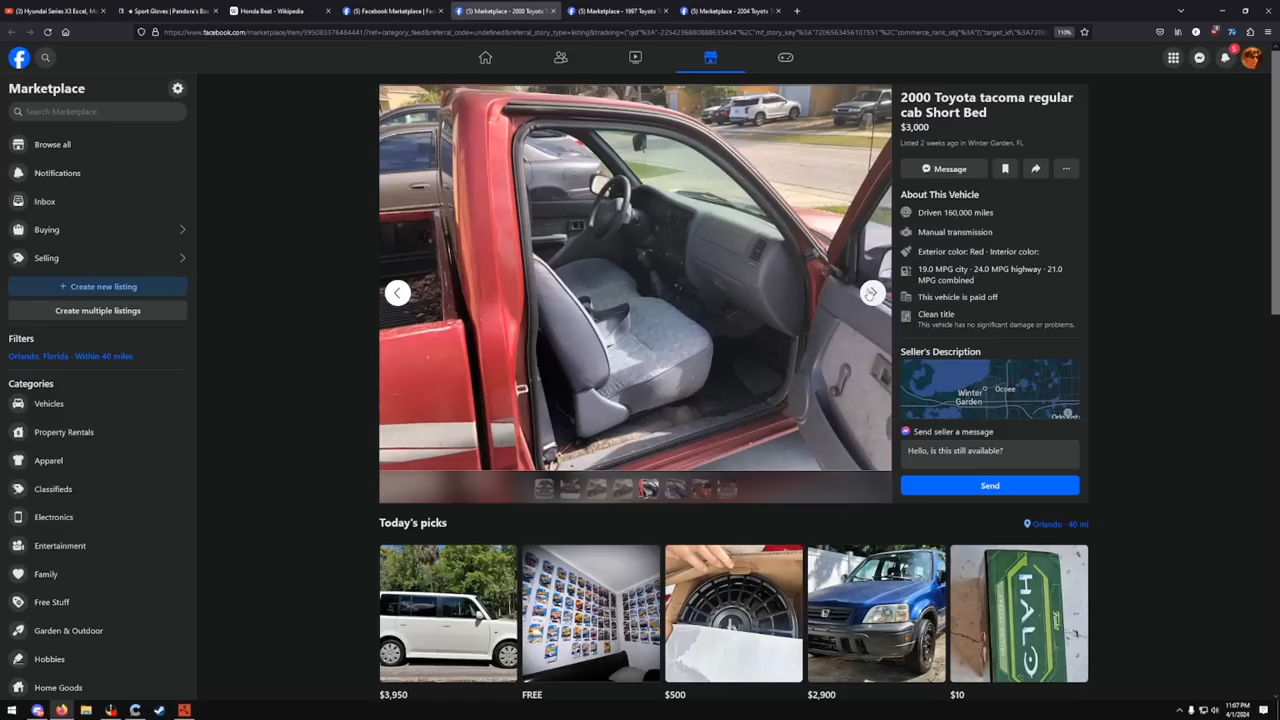 (5) Hyundai Series X3 Excel, M
★ Sport Gloves | Pandora's Bo
Honda Beat - Wikipedia
(5) Facebook Marketplace | Fa
(5) Marketplace - 2000 Toyota T
(5) Marketplace - 1997 Toyota
(5) Marketplace - 2004 Toyota T
110%
5
Marketplace
Search Marketplace
Browse all
Notifications
Inbox
Buying
Selling
+ Create new listing
Create multiple listings
Filters
Orlando, Florida · Within 40 miles
Categories
Vehicles
Property Rentals
Apparel
Classifieds
Electronics
Entertainment
Family
Free Stuff
Garden & Outdoor
Hobbies
Home Goods
2000 Toyota tacoma regular
cab Short Bed
$3,000
Listed 2 weeks ago in Winter Garden, FL
Message
About This Vehicle
Driven 160,000 miles
Manual transmission
Exterior color: Red · Interior color:
19.0 MPG city · 24.0 MPG highway · 21.0
MPG combined
This vehicle is paid off
Clean title
This vehicle has no significant damage or problems.
Seller's Description
Winter
Garden
Ocoee
Send seller a message
Hello, is this still available?
Send
Today's picks
Orlando · 40 mi
HALO
$3,950
FREE
$500
$2,900
$10
11:07 PM
4/1/2024